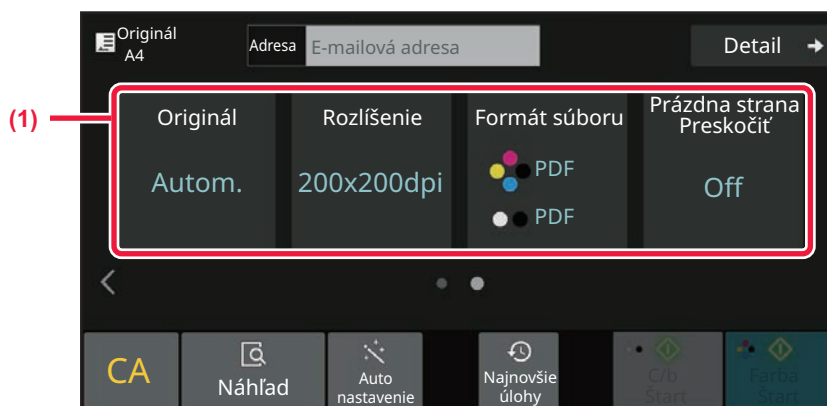 Originál
A4
Adresa E-mailová adresa
Detail
(1)
Originál
Rozlíšenie
Formát súboru
Prázdna strana
Preskočiť
Autom.
200x200dpi
PDF
PDF
Off
CA
Náhľad
Auto
nastavenie
Najnovšie
úlohy
C/b
Štart
Farba
Štart